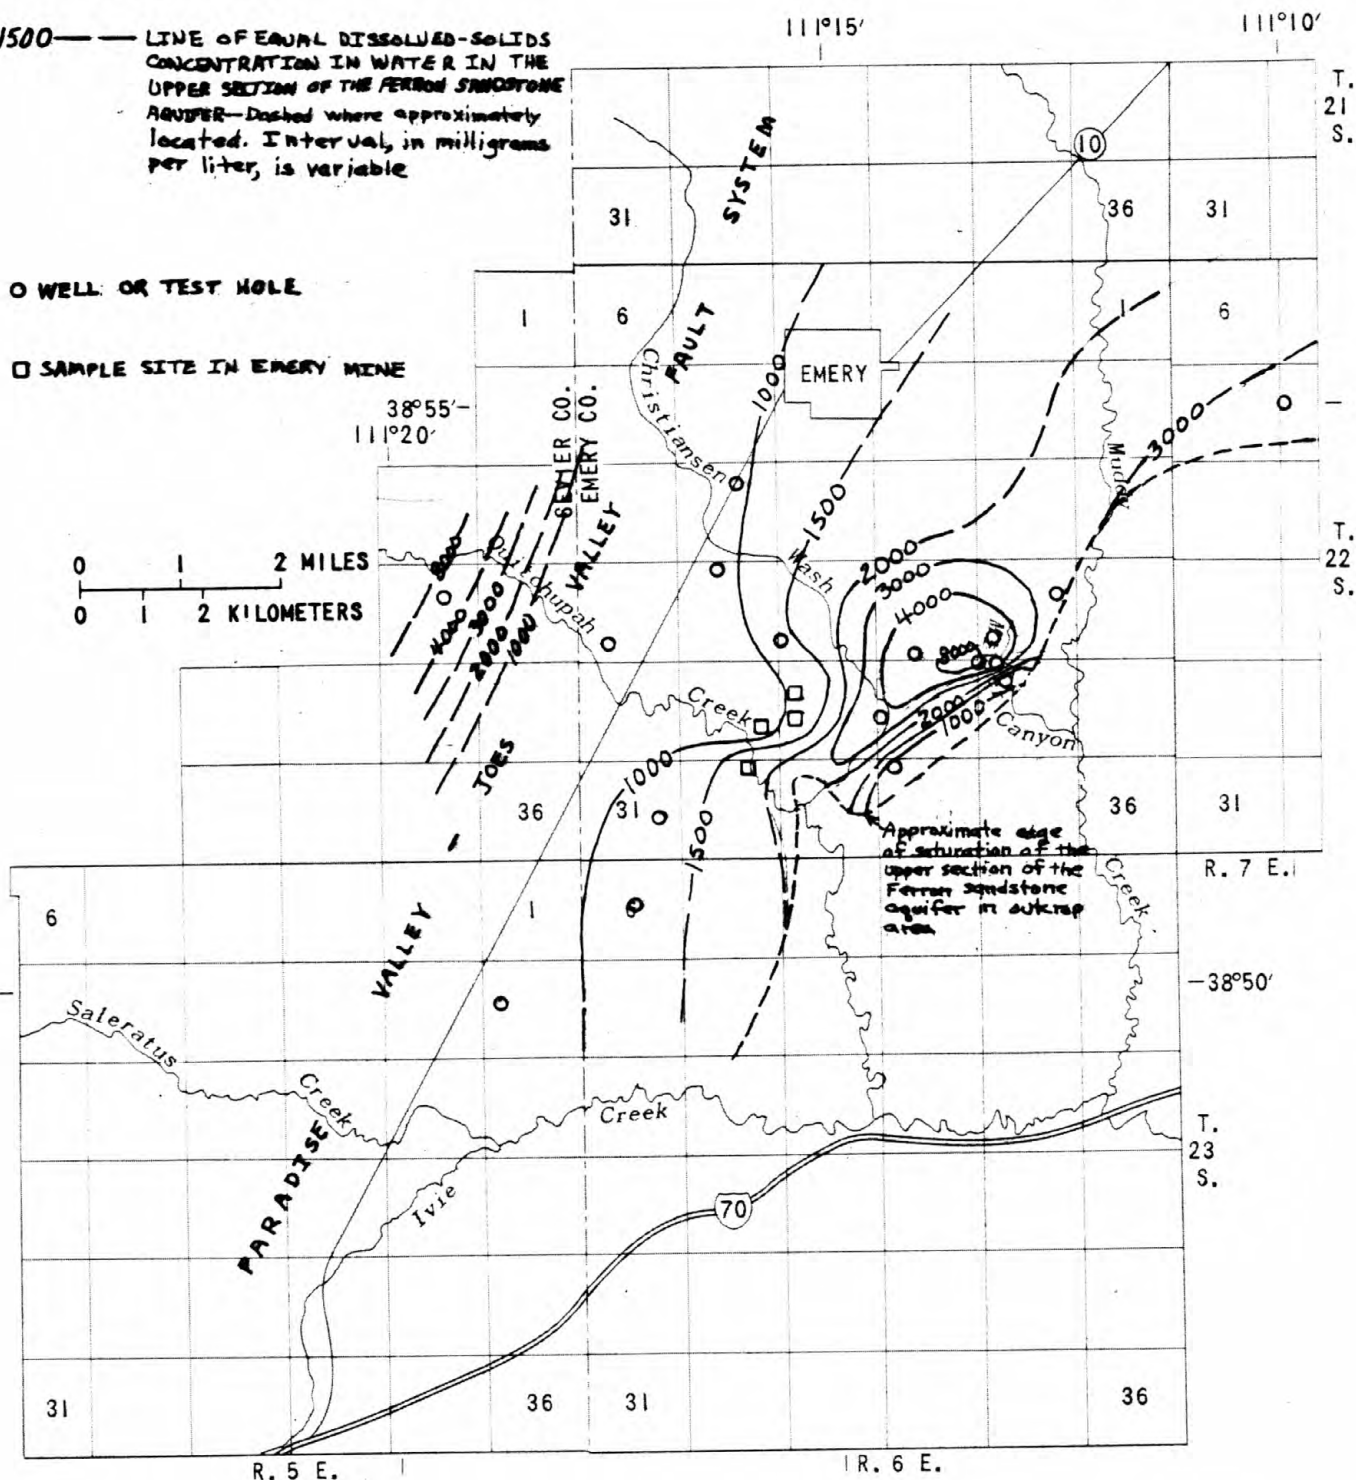 1500 — — LINE OF EQUAL DISSOLVED-SOLIDS
CONCENTRATION IN WATER IN THE
UPPER SECTION OF THE FERRON SANDSTONE
AQUIFER—Dashed where approximately
located. Interval, in milligrams
per liter, is variable
O WELL OR TEST HOLE
□ SAMPLE SITE IN EMERY MINE
111°15'
111°10'
T.
21
S.
10
31
36
31
SYSTEM
FAULT
VALLEY
JOES
VALLEY
PARADISE
1
6
1
6
EMERY
38°55'
111°20'
SEVIER CO.
EMERY CO.
Christiansen
Wash
Quitchupah
Creek
Muddy
Creek
Canyon
0 1 2 MILES
0 1 2 KILOMETERS
T.
22
S.
1000
1500
2000
3000
4000
8000
3000
2000
1000
8000
4000
3000
2000
1000
1000
1500
36
31
36
31
Approximate edge
of saturation of the
upper section of the
Ferron sandstone
aquifer in outcrop
area
R. 7 E.
6
1
6
38°50'
Saleratus
Creek
Ivie
Creek
70
T.
23
S.
31
36
31
36
R. 5 E.
R. 6 E.